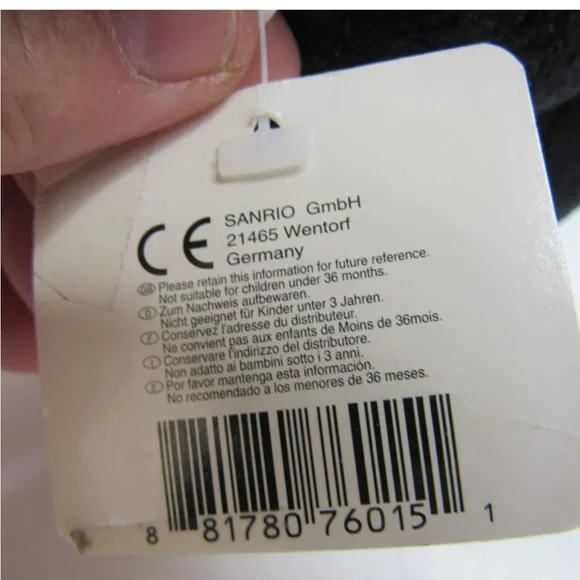 CE
SANRIO GmbH
21465 Wentorf
Germany
GB Please retain this information for future reference.
Not suitable for children under 36 months.
D Zum Nachweis aufbewaren.
Nicht geeignet für Kinder unter 3 Jahren.
F Conservez l'adresse du distributeur.
Ne convient pas aux enfants de Moins de 36mois.
I Conservare l'indirizzo del distributore.
Non adatto ai bambini sotto i 3 anni.
E Por favor mantenga esta información.
No recomendado a los menores de 36 meses.
8 81780 76015 1